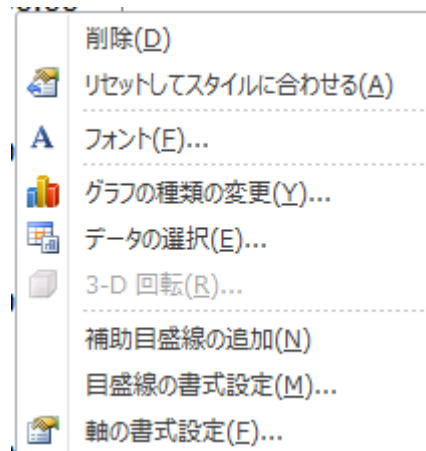 削除(D)
リセットしてスタイルに合わせる(A)
フォント(F)...
グラフの種類の変更(Y)...
データの選択(E)...
3-D 回転(R)...
補助目盛線の追加(N)
目盛線の書式設定(M)...
軸の書式設定(F)...